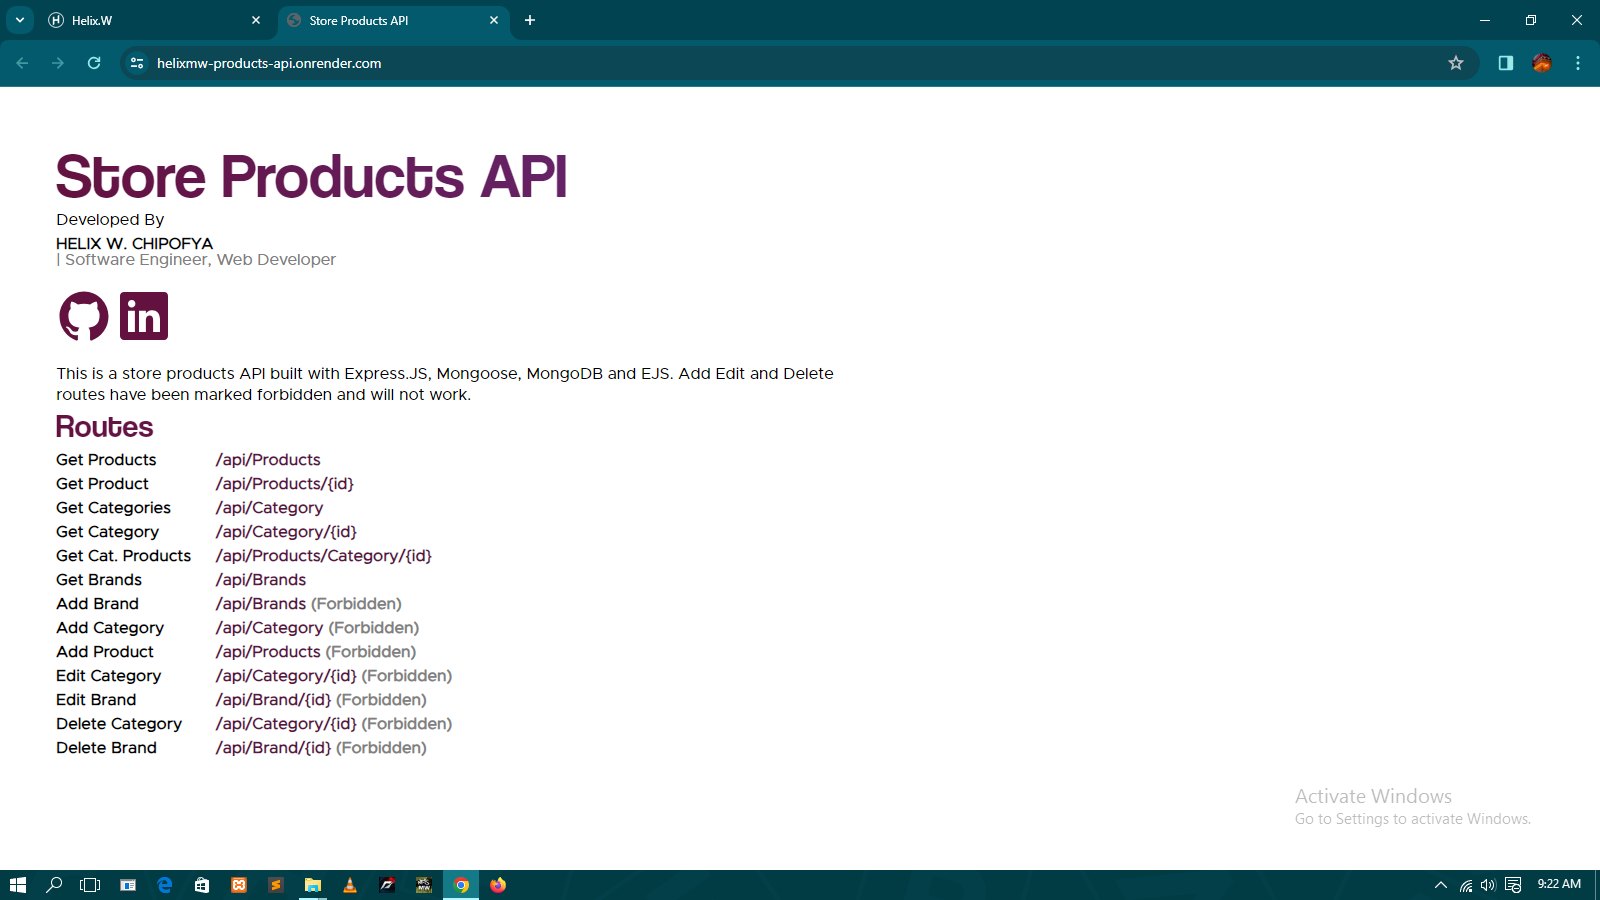 Helix.W
Store Products API
helixmw-products-api.onrender.com
Store Products API
Developed By
HELIX W. CHIPOFYA
| Software Engineer, Web Developer
in
This is a store products API built with Express.JS, Mongoose, MongoDB and EJS. Add Edit and Delete
routes have been marked forbidden and will not work.
Routes
Get Products /api/Products
Get Product /api/Products/{id}
Get Categories /api/Category
Get Category /api/Category/{id}
Get Cat. Products /api/Products/Category/{id}
Get Brands /api/Brands
Add Brand /api/Brands (Forbidden)
Add Category /api/Category (Forbidden)
Add Product /api/Products (Forbidden)
Edit Category /api/Category/{id} (Forbidden)
Edit Brand /api/Brand/{id} (Forbidden)
Delete Category /api/Category/{id} (Forbidden)
Delete Brand /api/Brand/{id} (Forbidden)
Activate Windows
Go to Settings to activate Windows.
9:22 AM